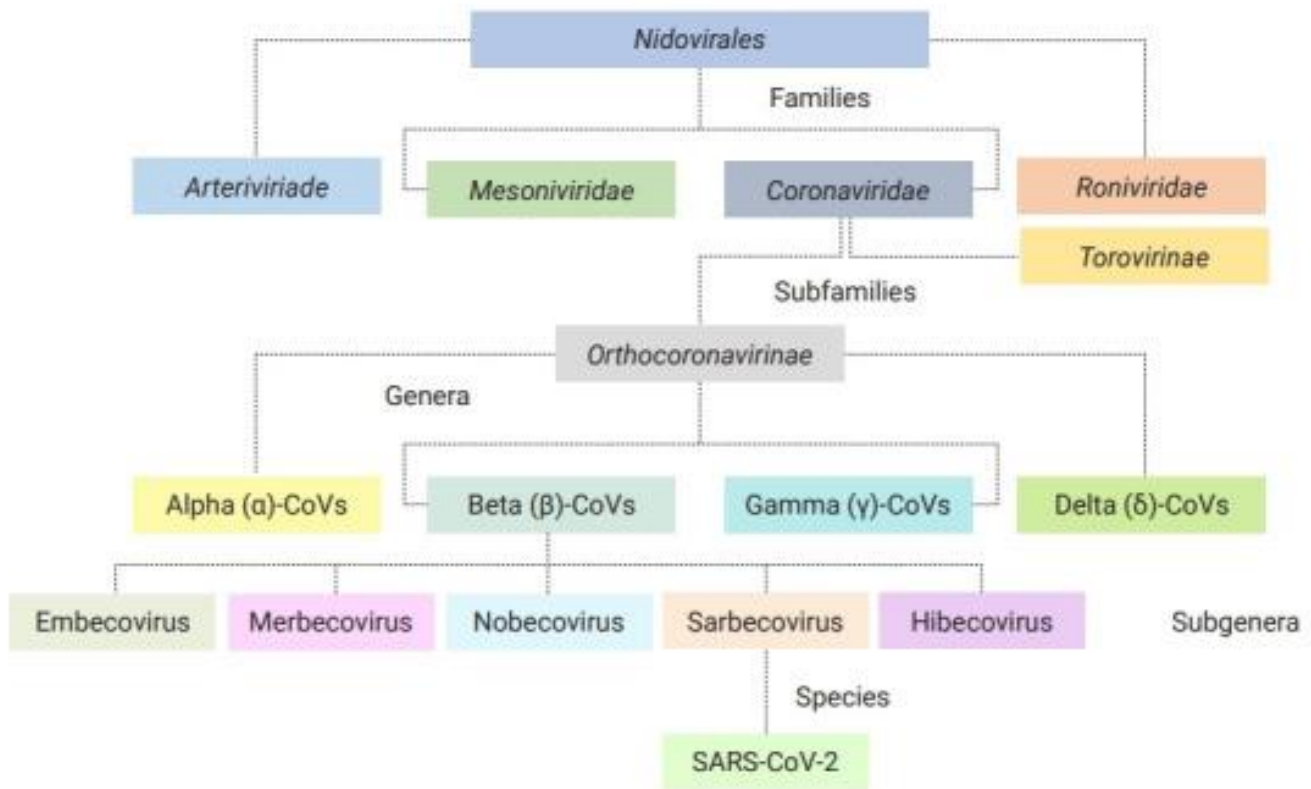 Nidovirales
Families
Arteriviriade
Mesoniviridae
Coronaviridae
Roniviridae
Torovirinae
Subfamilies
Orthocoronavirinae
Genera
Alpha (α)-CoVs
Beta (β)-CoVs
Gamma (γ)-CoVs
Delta (δ)-CoVs
Embecovirus
Merbecovirus
Nobecovirus
Sarbecovirus
Hibecovirus
Subgenera
Species
SARS-CoV-2